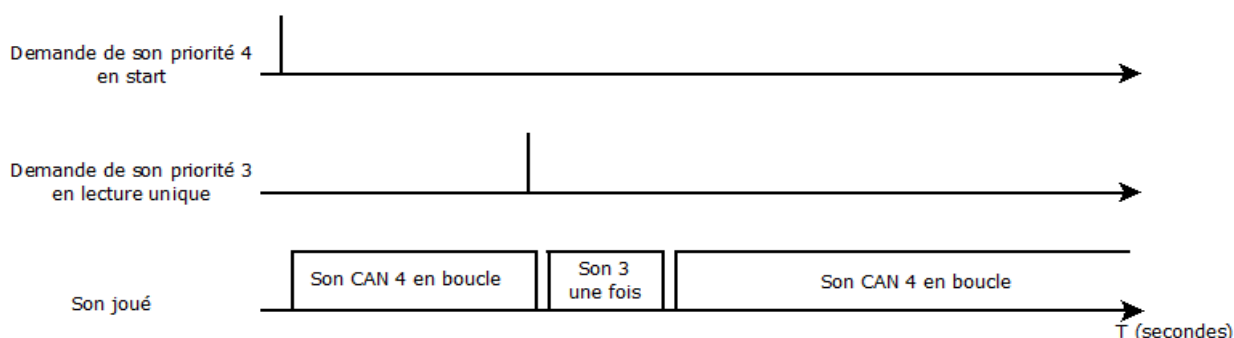 Demande de son priorité 4
en start
Demande de son priorité 3
en lecture unique
Son CAN 4 en boucle
Son 3
une fois
Son CAN 4 en boucle
Son joué
T (secondes)